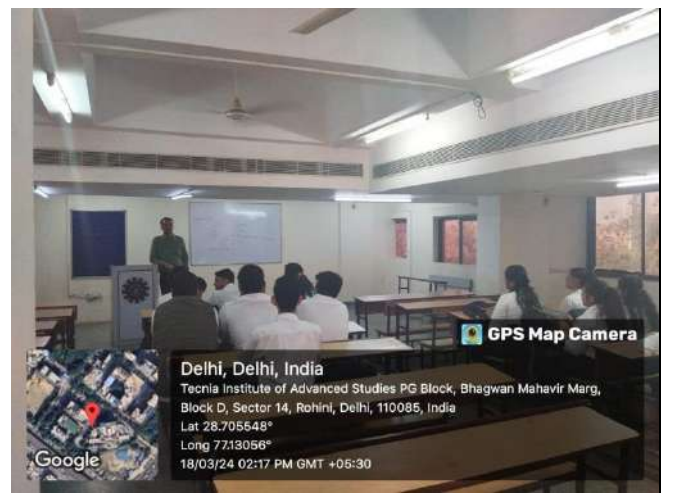 GPS Map Camera
Delhi, Delhi, India
Tecnia Institute of Advanced Studies PG Block, Bhagwan Mahavir Marg,
Block D, Sector 14, Rohini, Delhi, 110085, India
Lat 28.705548°
Long 77.13056°
18/03/24 02:17 PM GMT +05:30
Google